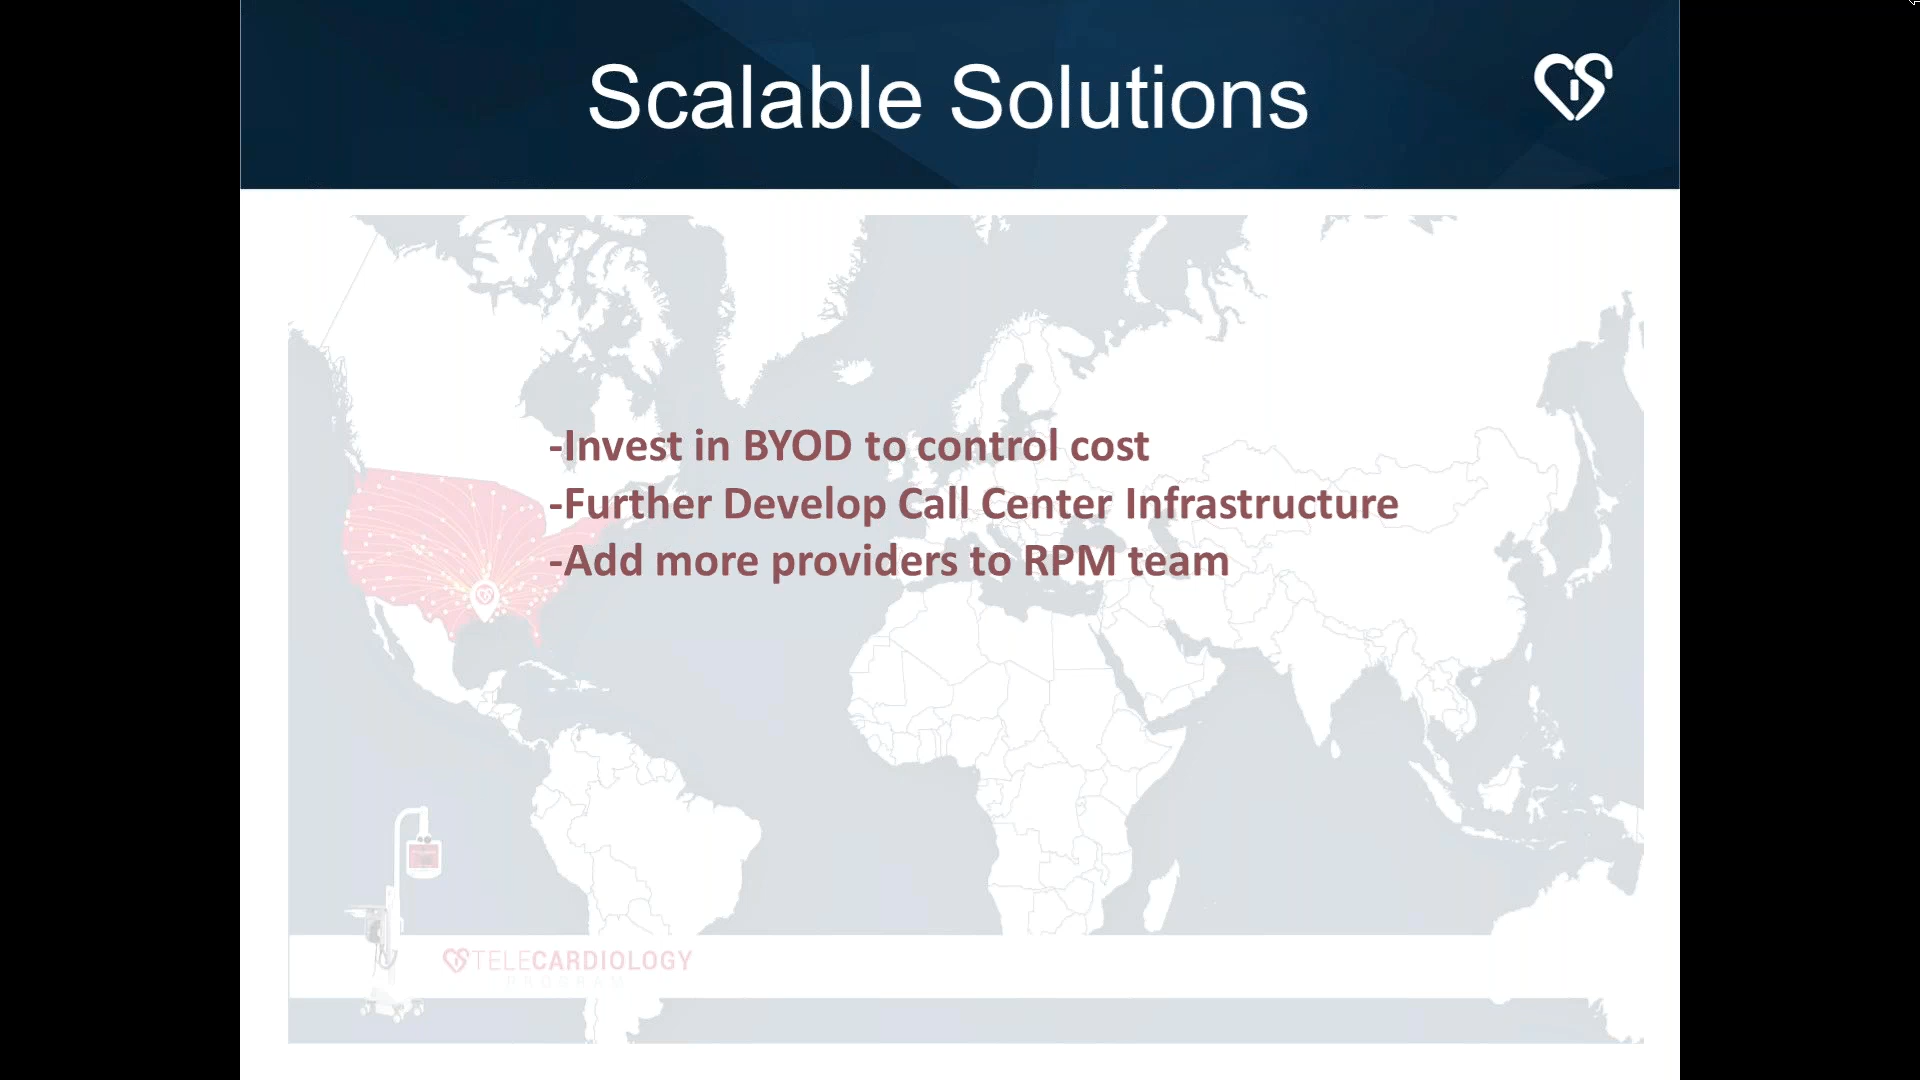 Scalable Solutions
-Invest in BYOD to control cost
-Further Develop Call Center Infrastructure
-Add more providers to RPM team
TELECARDIOLOGY
PROGRAM